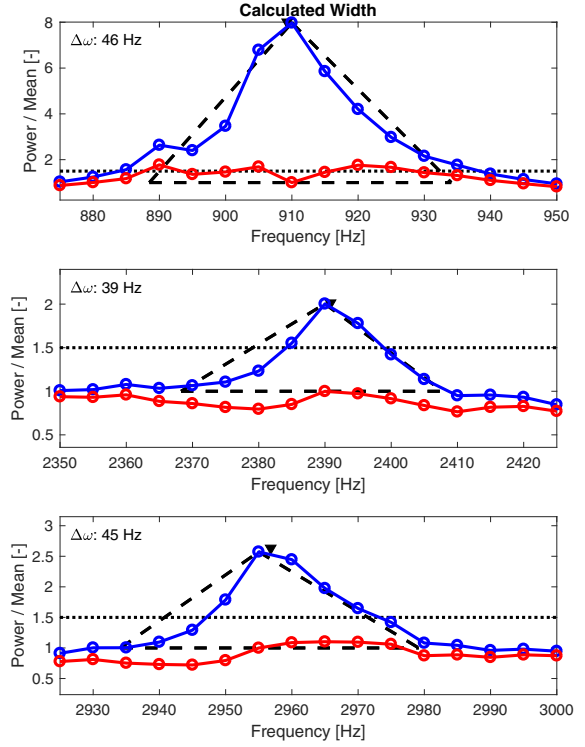 Calculated Width
Δω: 46 Hz
Power / Mean [-]
8
6
4
2
880 890 900 910 920 930 940 950
Frequency [Hz]
Δω: 39 Hz
Power / Mean [-]
2
1.5
1
0.5
2350 2360 2370 2380 2390 2400 2410 2420
Frequency [Hz]
Δω: 45 Hz
Power / Mean [-]
3
2.5
2
1.5
1
0.5
2930 2940 2950 2960 2970 2980 2990 3000
Frequency [Hz]